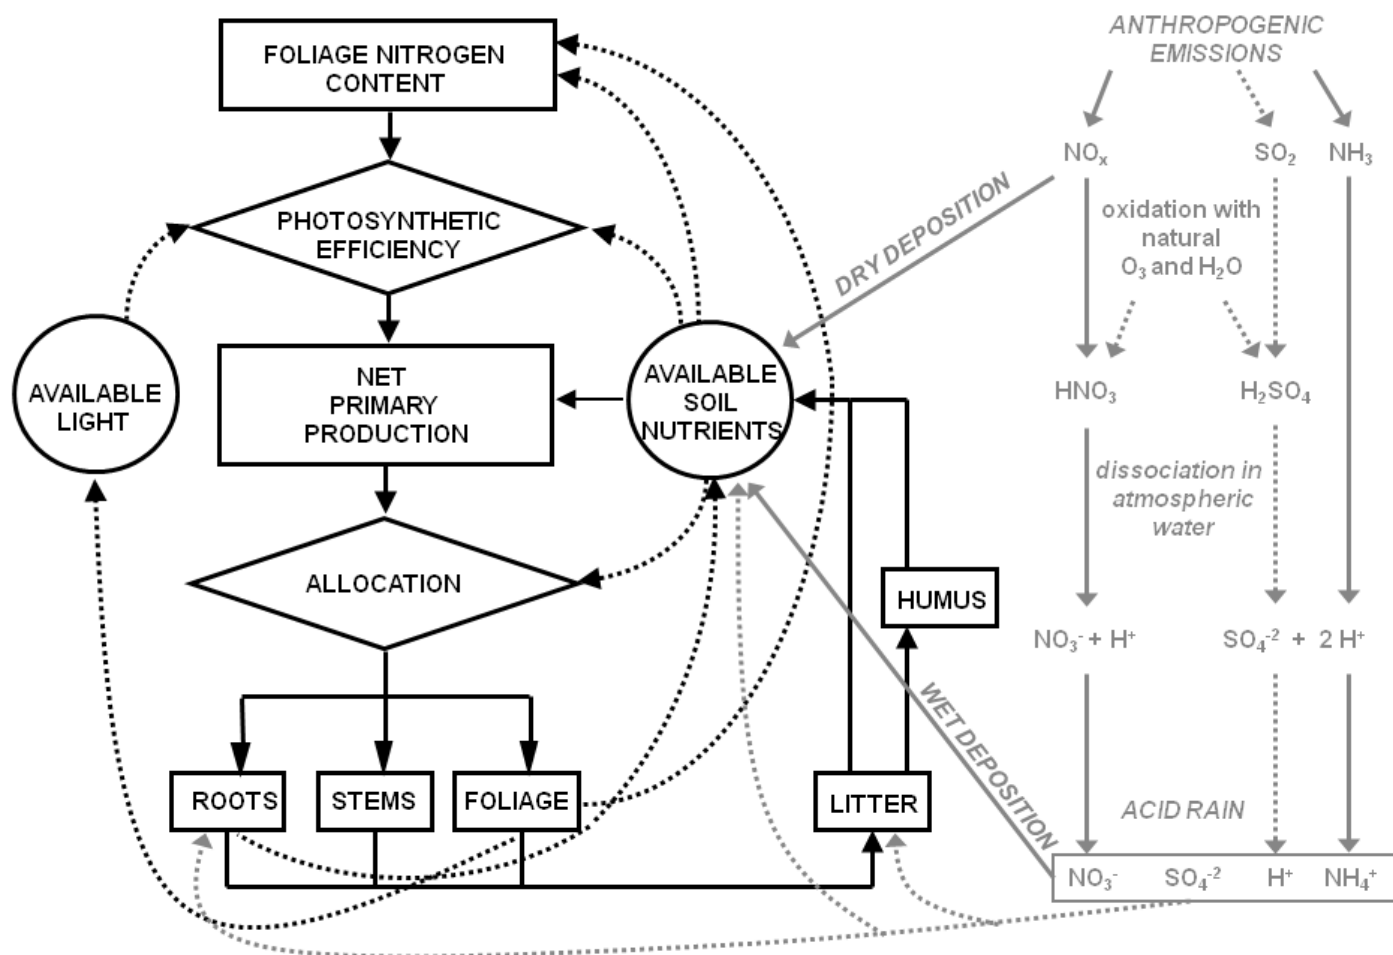 FOLIAGE NITROGEN
CONTENT
PHOTOSYNTHETIC
EFFICIENCY
AVAILABLE
LIGHT
NET
PRIMARY
PRODUCTION
AVAILABLE
SOIL
NUTRIENTS
ALLOCATION
HUMUS
ROOTS
STEMS
FOLIAGE
LITTER
ANTHROPOGENIC
EMISSIONS
NOₓ
SO₂
NH₃
DRY DEPOSITION
oxidation with
natural
O₃ and H₂O
HNO₃
H₂SO₄
dissociation in
atmospheric
water
NO₃⁻ + H⁺
SO₄⁻² + 2 H⁺
WET DEPOSITION
ACID RAIN
NO₃⁻ SO₄⁻² H⁺ NH₄⁺